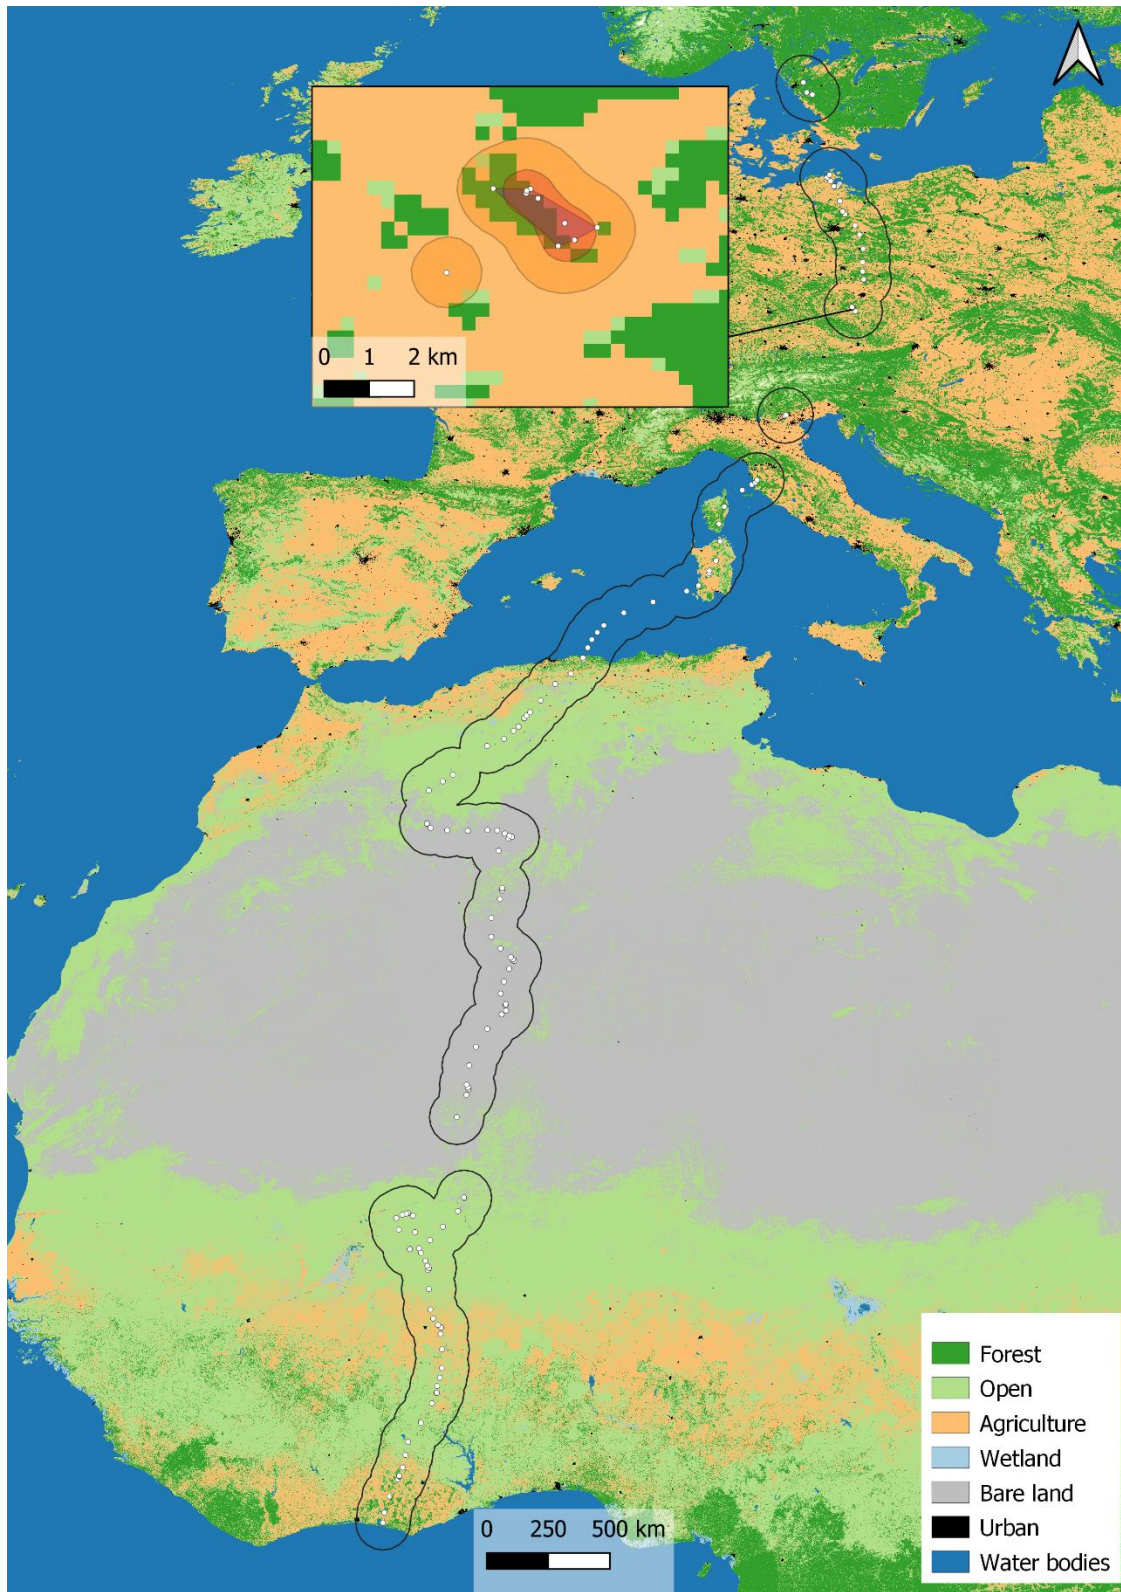 0 1 2 km
Forest
Open
Agriculture
Wetland
Bare land
Urban
Water bodies
0 250 500 km